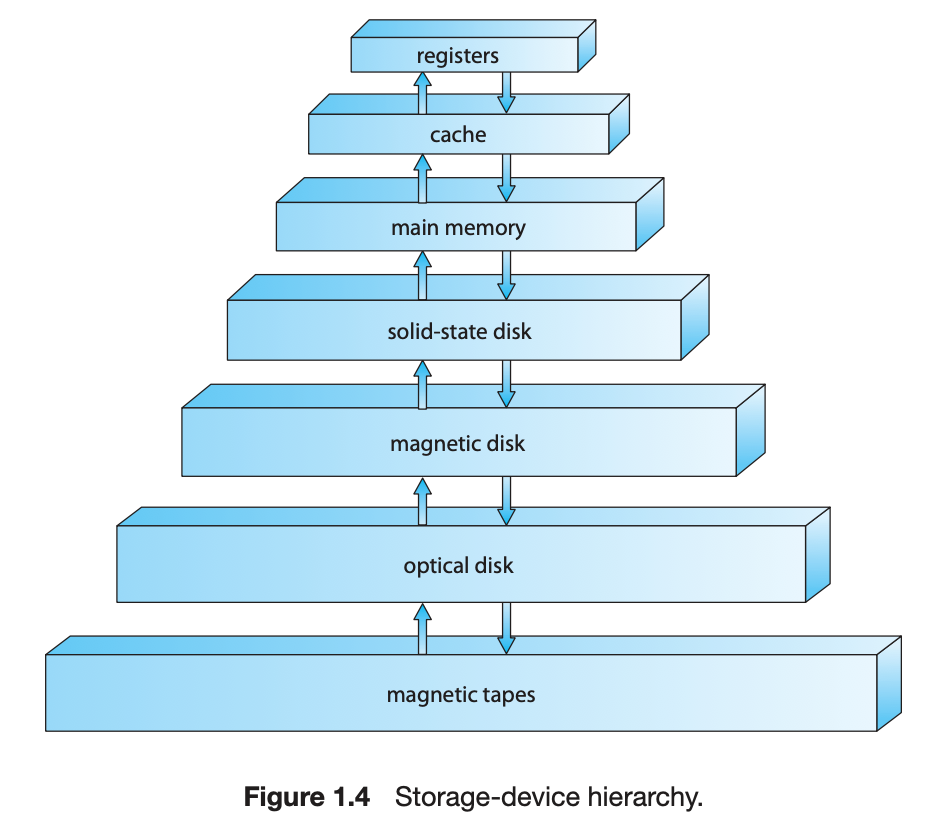 registers
cache
main memory
solid-state disk
magnetic disk
optical disk
magnetic tapes
Figure 1.4 Storage-device hierarchy.